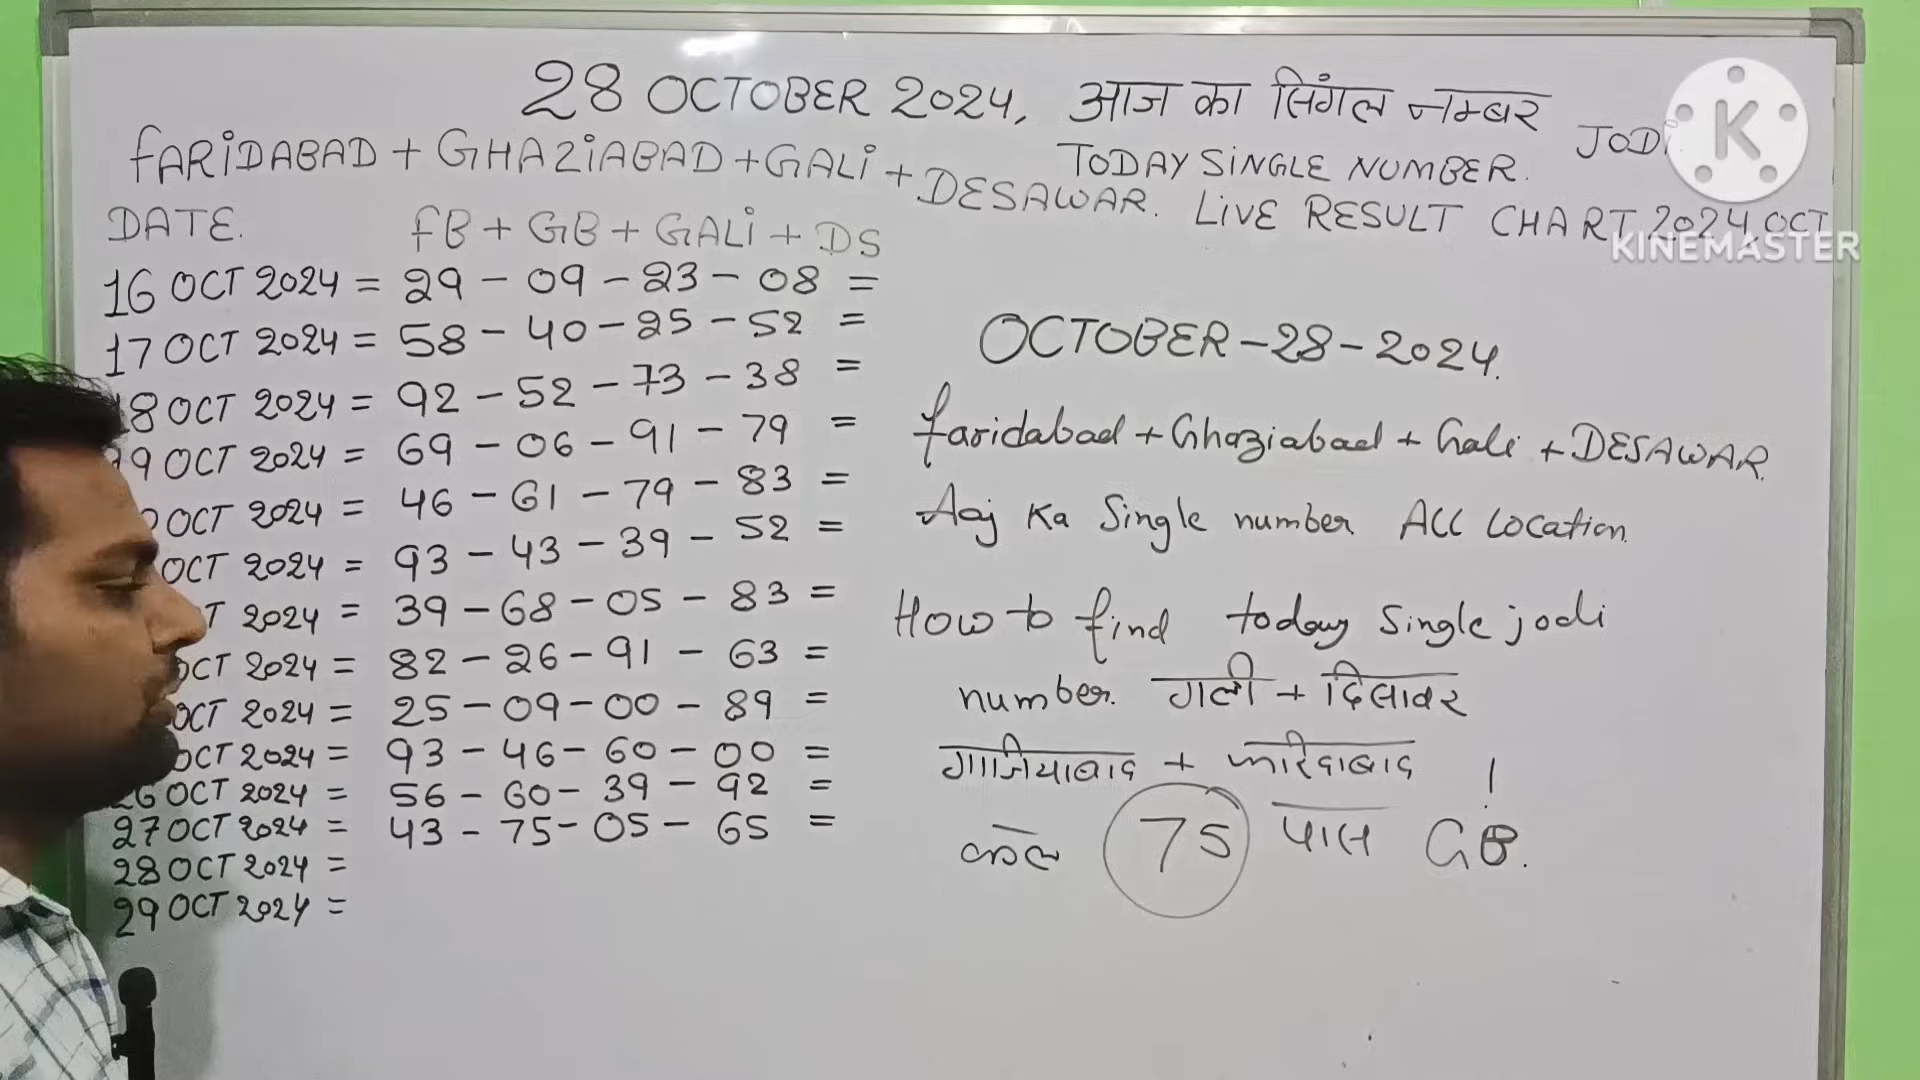 28 OCTOBER 2024, आज का सिंगल नम्बर
FARIDABAD + GHAZIABAD + GALI + DESAWAR.
TODAY SINGLE NUMBER. JODI
LIVE RESULT CHART 2024, OCT
KINEMASTER
DATE. FB + GB + GALI + DS
16 OCT 2024 = 29 - 09 - 23 - 08 =
17 OCT 2024 = 58 - 40 - 25 - 52 =
18 OCT 2024 = 92 - 52 - 73 - 38 =
19 OCT 2024 = 69 - 06 - 91 - 79 =
OCT 2024 = 46 - 61 - 79 - 83 =
OCT 2024 = 93 - 43 - 39 - 52 =
T 2024 = 39 - 68 - 05 - 83 =
OCT 2024 = 82 - 26 - 91 - 63 =
OCT 2024 = 25 - 09 - 00 - 89 =
OCT 2024 = 93 - 46 - 60 - 00 =
26 OCT 2024 = 56 - 60 - 39 - 92 =
27 OCT 2024 = 43 - 75 - 05 - 65 =
28 OCT 2024 =
29 OCT 2024 =
OCTOBER - 28 - 2024.
Faridabad + Ghaziabad + Gali + DESAWAR.
Aaj Ka Single number. ALL Location.
How to find today Single jodi
number. गली + दिसावर
गाजियाबाद + फरिदाबाद !
कल 75 पास GB.